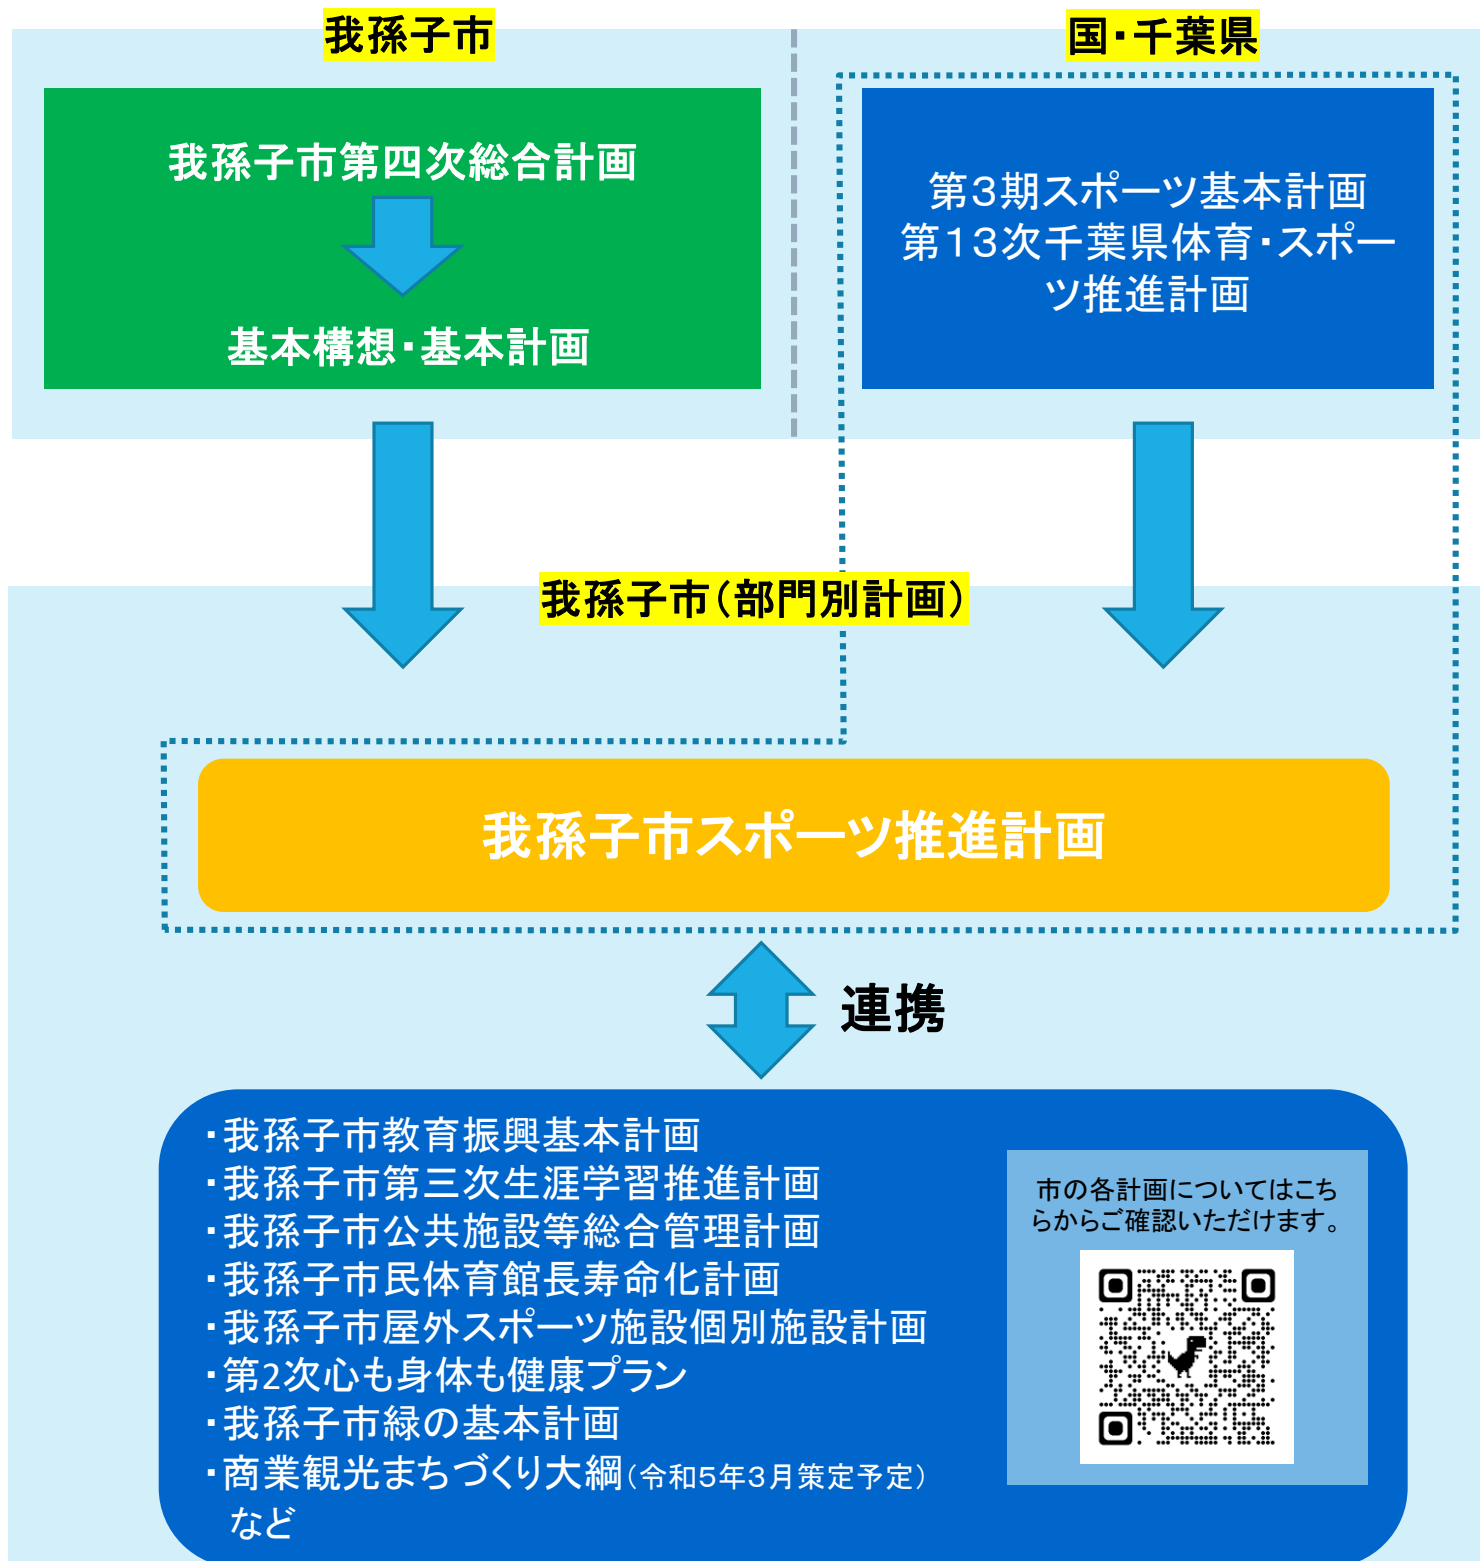 我孫子市
国・千葉県
我孫子市第四次総合計画
基本構想・基本計画
第３期スポーツ基本計画
第１３次千葉県体育・スポー
ツ推進計画
我孫子市（部門別計画）
我孫子市スポーツ推進計画
連携
・我孫子市教育振興基本計画
・我孫子市第三次生涯学習推進計画
・我孫子市公共施設等総合管理計画
・我孫子市民体育館長寿命化計画
・我孫子市屋外スポーツ施設個別施設計画
・第2次心も身体も健康プラン
・我孫子市緑の基本計画
・商業観光まちづくり大綱（令和５年３月策定予定）
など
市の各計画についてはこち
らからご確認いただけます。